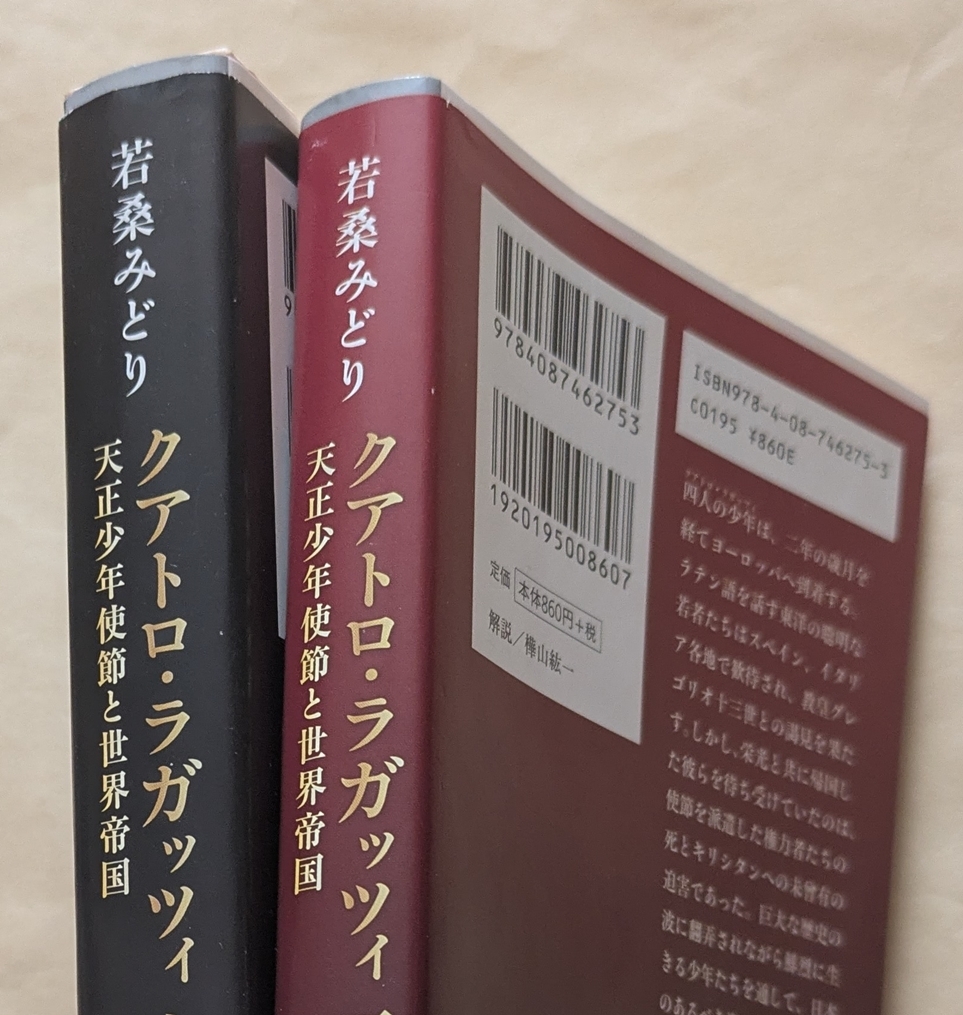 若桑みどり
クアトロ・ラガッツィ
天正少年使節と世界帝国
9
若桑みどり
クアトロ・ラガッツィ
天正少年使節と世界帝国
9784087462753
1920195008607
定価 本体860円+税
解説/樺山紘一
ISBN978-4-08-746275-3
C0195 ¥860E
四人の少年は、二年の歳月を
経てヨーロッパへ到着する。
ラテン語を話す東洋の聡明な
若者たちはスペイン、イタリ
ア各地で歓待され、教皇グレ
ゴリオ十三世との謁見を果た
す。しかし、栄光と共に帰国し
た彼らを待ち受けていたのは、
使節を派遣した権力者たちの
死とキリシタンへの未曾有の
迫害であった。巨大な歴史の
波に翻弄されながら鮮烈に生
きる少年たちを通して、日本
のあるべき